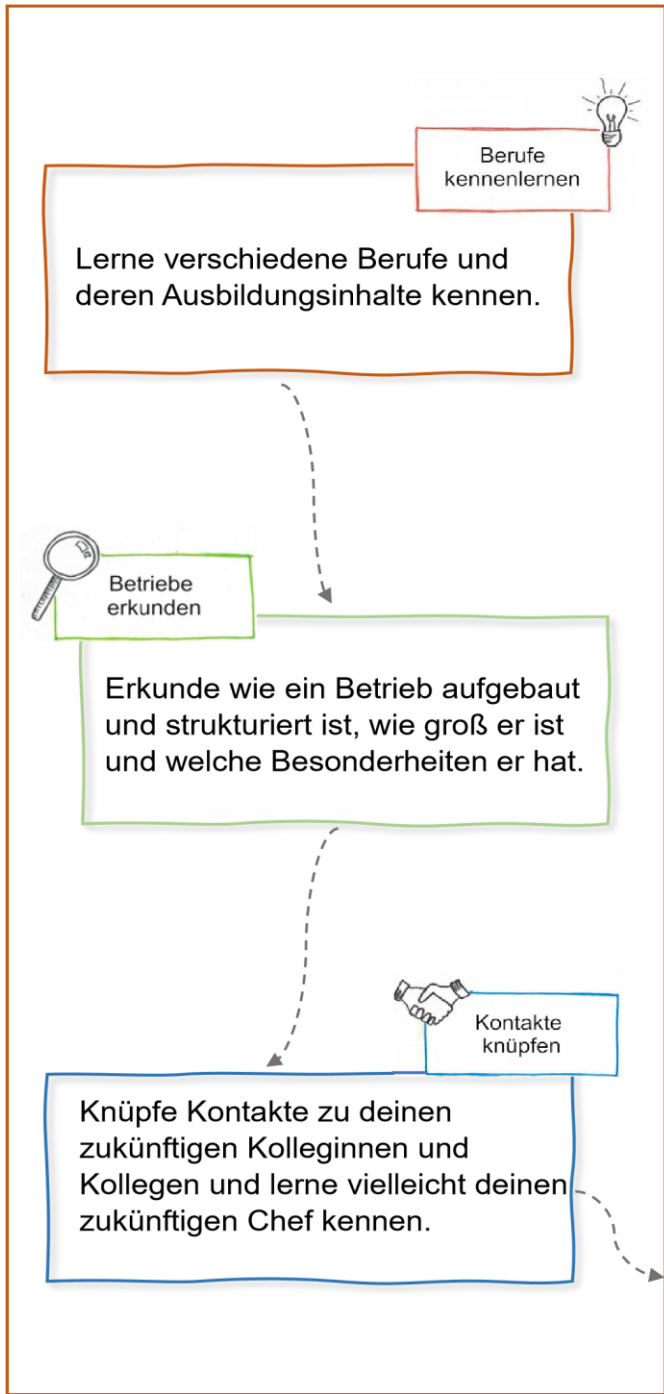 Berufe
kennenlernen
Lerne verschiedene Berufe und
deren Ausbildungsinhalte kennen.
Betriebe
erkunden
Erkunde wie ein Betrieb aufgebaut
und strukturiert ist, wie groß er ist
und welche Besonderheiten er hat.
Kontakte
knüpfen
Knüpfe Kontakte zu deinen
zukünftigen Kolleginnen und
Kollegen und lerne vielleicht deinen
zukünftigen Chef kennen.